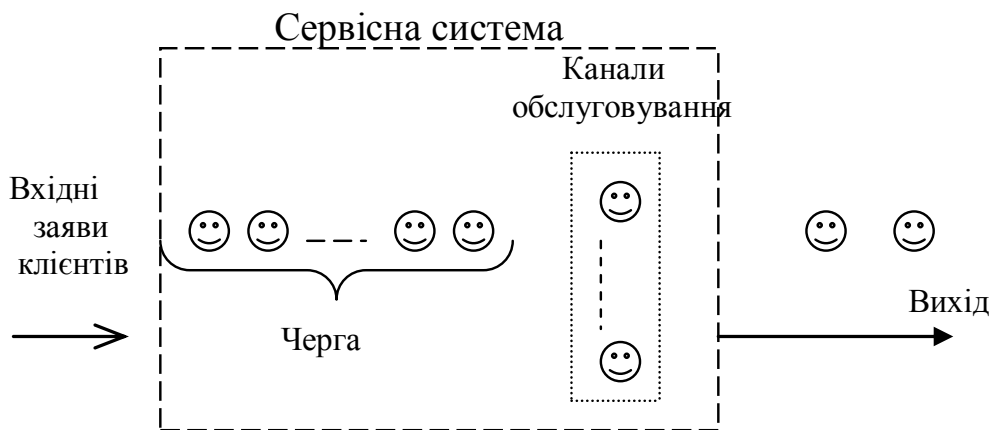 Сервісна система
Канали
обслуговування
Вхідні
заяви
клієнтів
Черга
Вихід